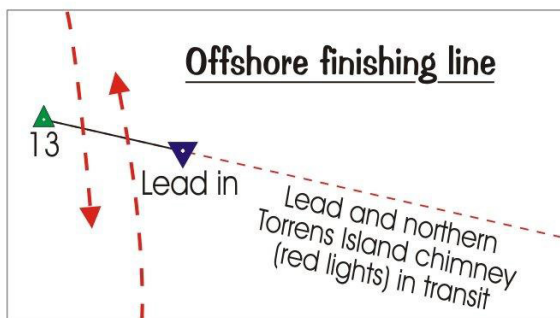 Offshore finishing line
13
Lead in
Lead and northern
Torrens Island chimney
(red lights) in transit